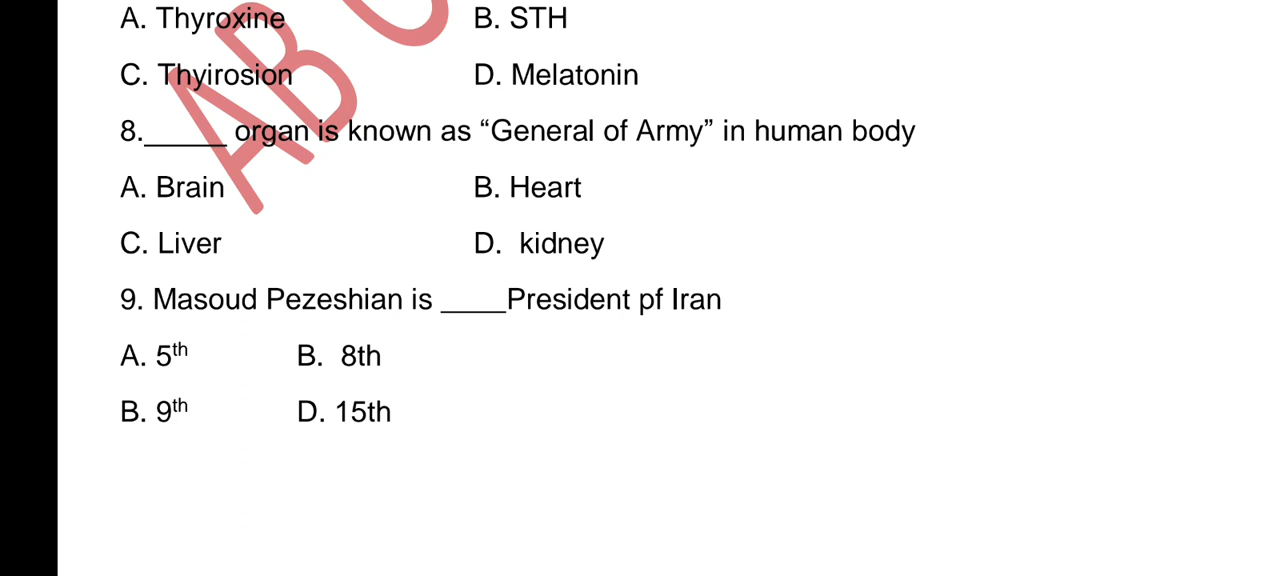 A. Thyroxine B. STH
C. Thyirosion D. Melatonin
8._____ organ is known as “General of Army” in human body
A. Brain B. Heart
C. Liver D. kidney
9. Masoud Pezeshian is ____President pf Iran
A. 5th B. 8th
B. 9th D. 15th
AB